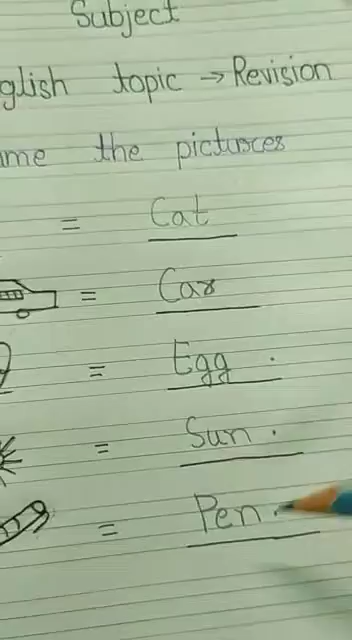 Subject
glish topic → Revision
me the pictures
= Cat
= Car
= Egg .
= Sun .
= Pen .